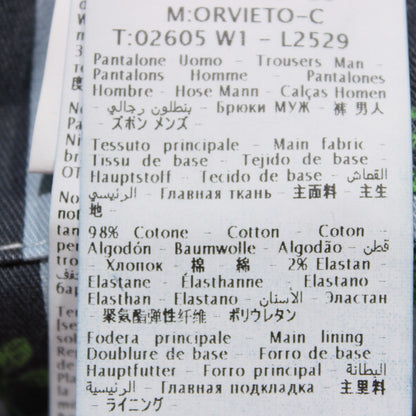 M:ORVIETO-C
T:02605 W1 - L2529
Pantalone Uomo - Trousers Man -
Pantalons Homme - Pantalones
Hombre - Hose Mann - Calças Homen
بنطلون رجالي - Брюки МУЖ - 裤 男人
ズボン メンズ -
Tessuto principale - Main fabric -
Tissu de base - Tejido de base -
Hauptstoff - Tecido de base - القماش
الرئيسي - Главная ткань - 主面料 - 主生
地 -
98% Cotone - Cotton - Coton -
Algodón - Baumwolle - Algodão - قطن
- Хлопок 棉 綿 - 2% Elastan -
Elastane - Élasthanne - Elastano -
Elasthan - Elastano - الأستان - Эластан
- 聚氨酯弹性纤维 - ポリウレタン
Fodera principale - Main lining -
Doublure de base - Forro de base -
Hauptfutter - Forro principal - البطانة
الرئيسية - Главная подкладка - 主里料
- ライニング